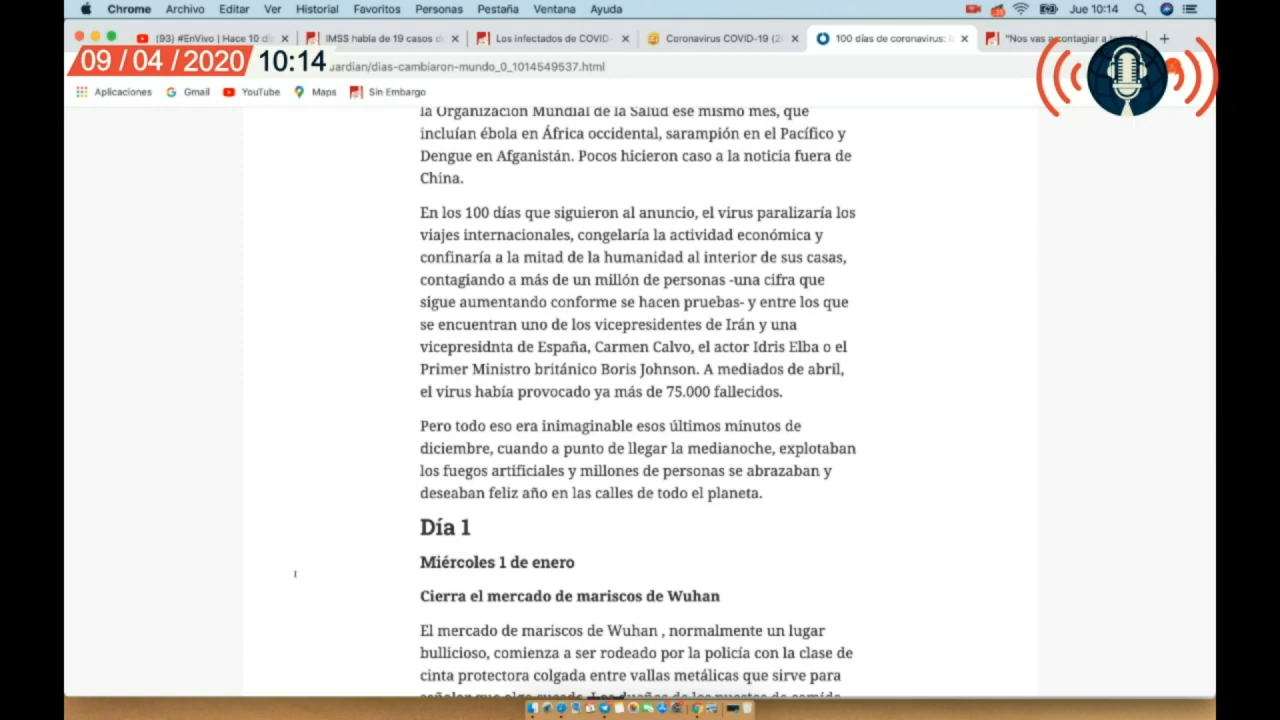 Chrome Archivo Editar Ver Historial Favoritos Personas Pestaña Ventana Ayuda Jue 10:14
(93) #EnVivo | Hace 10 IMSS habla de 19 casos Los infectados de COVID- Coronavirus COVID-19 (2 100 días de coronavirus: "Nos vas a contagiar a
09 / 04 / 2020 10:14 uardian/dias-cambiaron-mundo_0_1014549537.html
Aplicaciones Gmail YouTube Maps Sin Embargo
la Organización Mundial de la Salud ese mismo mes, que
incluían ébola en África occidental, sarampión en el Pacífico y
Dengue en Afganistán. Pocos hicieron caso a la noticia fuera de
China.
En los 100 días que siguieron al anuncio, el virus paralizaría los
viajes internacionales, congelaría la actividad económica y
confinaría a la mitad de la humanidad al interior de sus casas,
contagiando a más de un millón de personas -una cifra que
sigue aumentando conforme se hacen pruebas- y entre los que
se encuentran uno de los vicepresidentes de Irán y una
vicepresidnta de España, Carmen Calvo, el actor Idris Elba o el
Primer Ministro británico Boris Johnson. A mediados de abril,
el virus había provocado ya más de 75.000 fallecidos.
Pero todo eso era inimaginable esos últimos minutos de
diciembre, cuando a punto de llegar la medianoche, explotaban
los fuegos artificiales y millones de personas se abrazaban y
deseaban feliz año en las calles de todo el planeta.
Día 1
Miércoles 1 de enero
Cierra el mercado de mariscos de Wuhan
El mercado de mariscos de Wuhan , normalmente un lugar
bullicioso, comienza a ser rodeado por la policía con la clase de
cinta protectora colgada entre vallas metálicas que sirve para